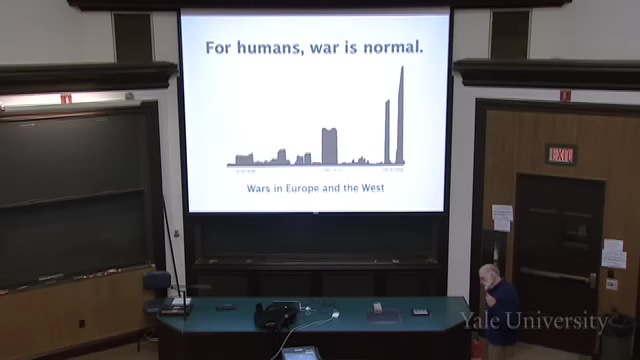 For humans, war is normal.
Wars in Europe and the West
EXIT
Yale University